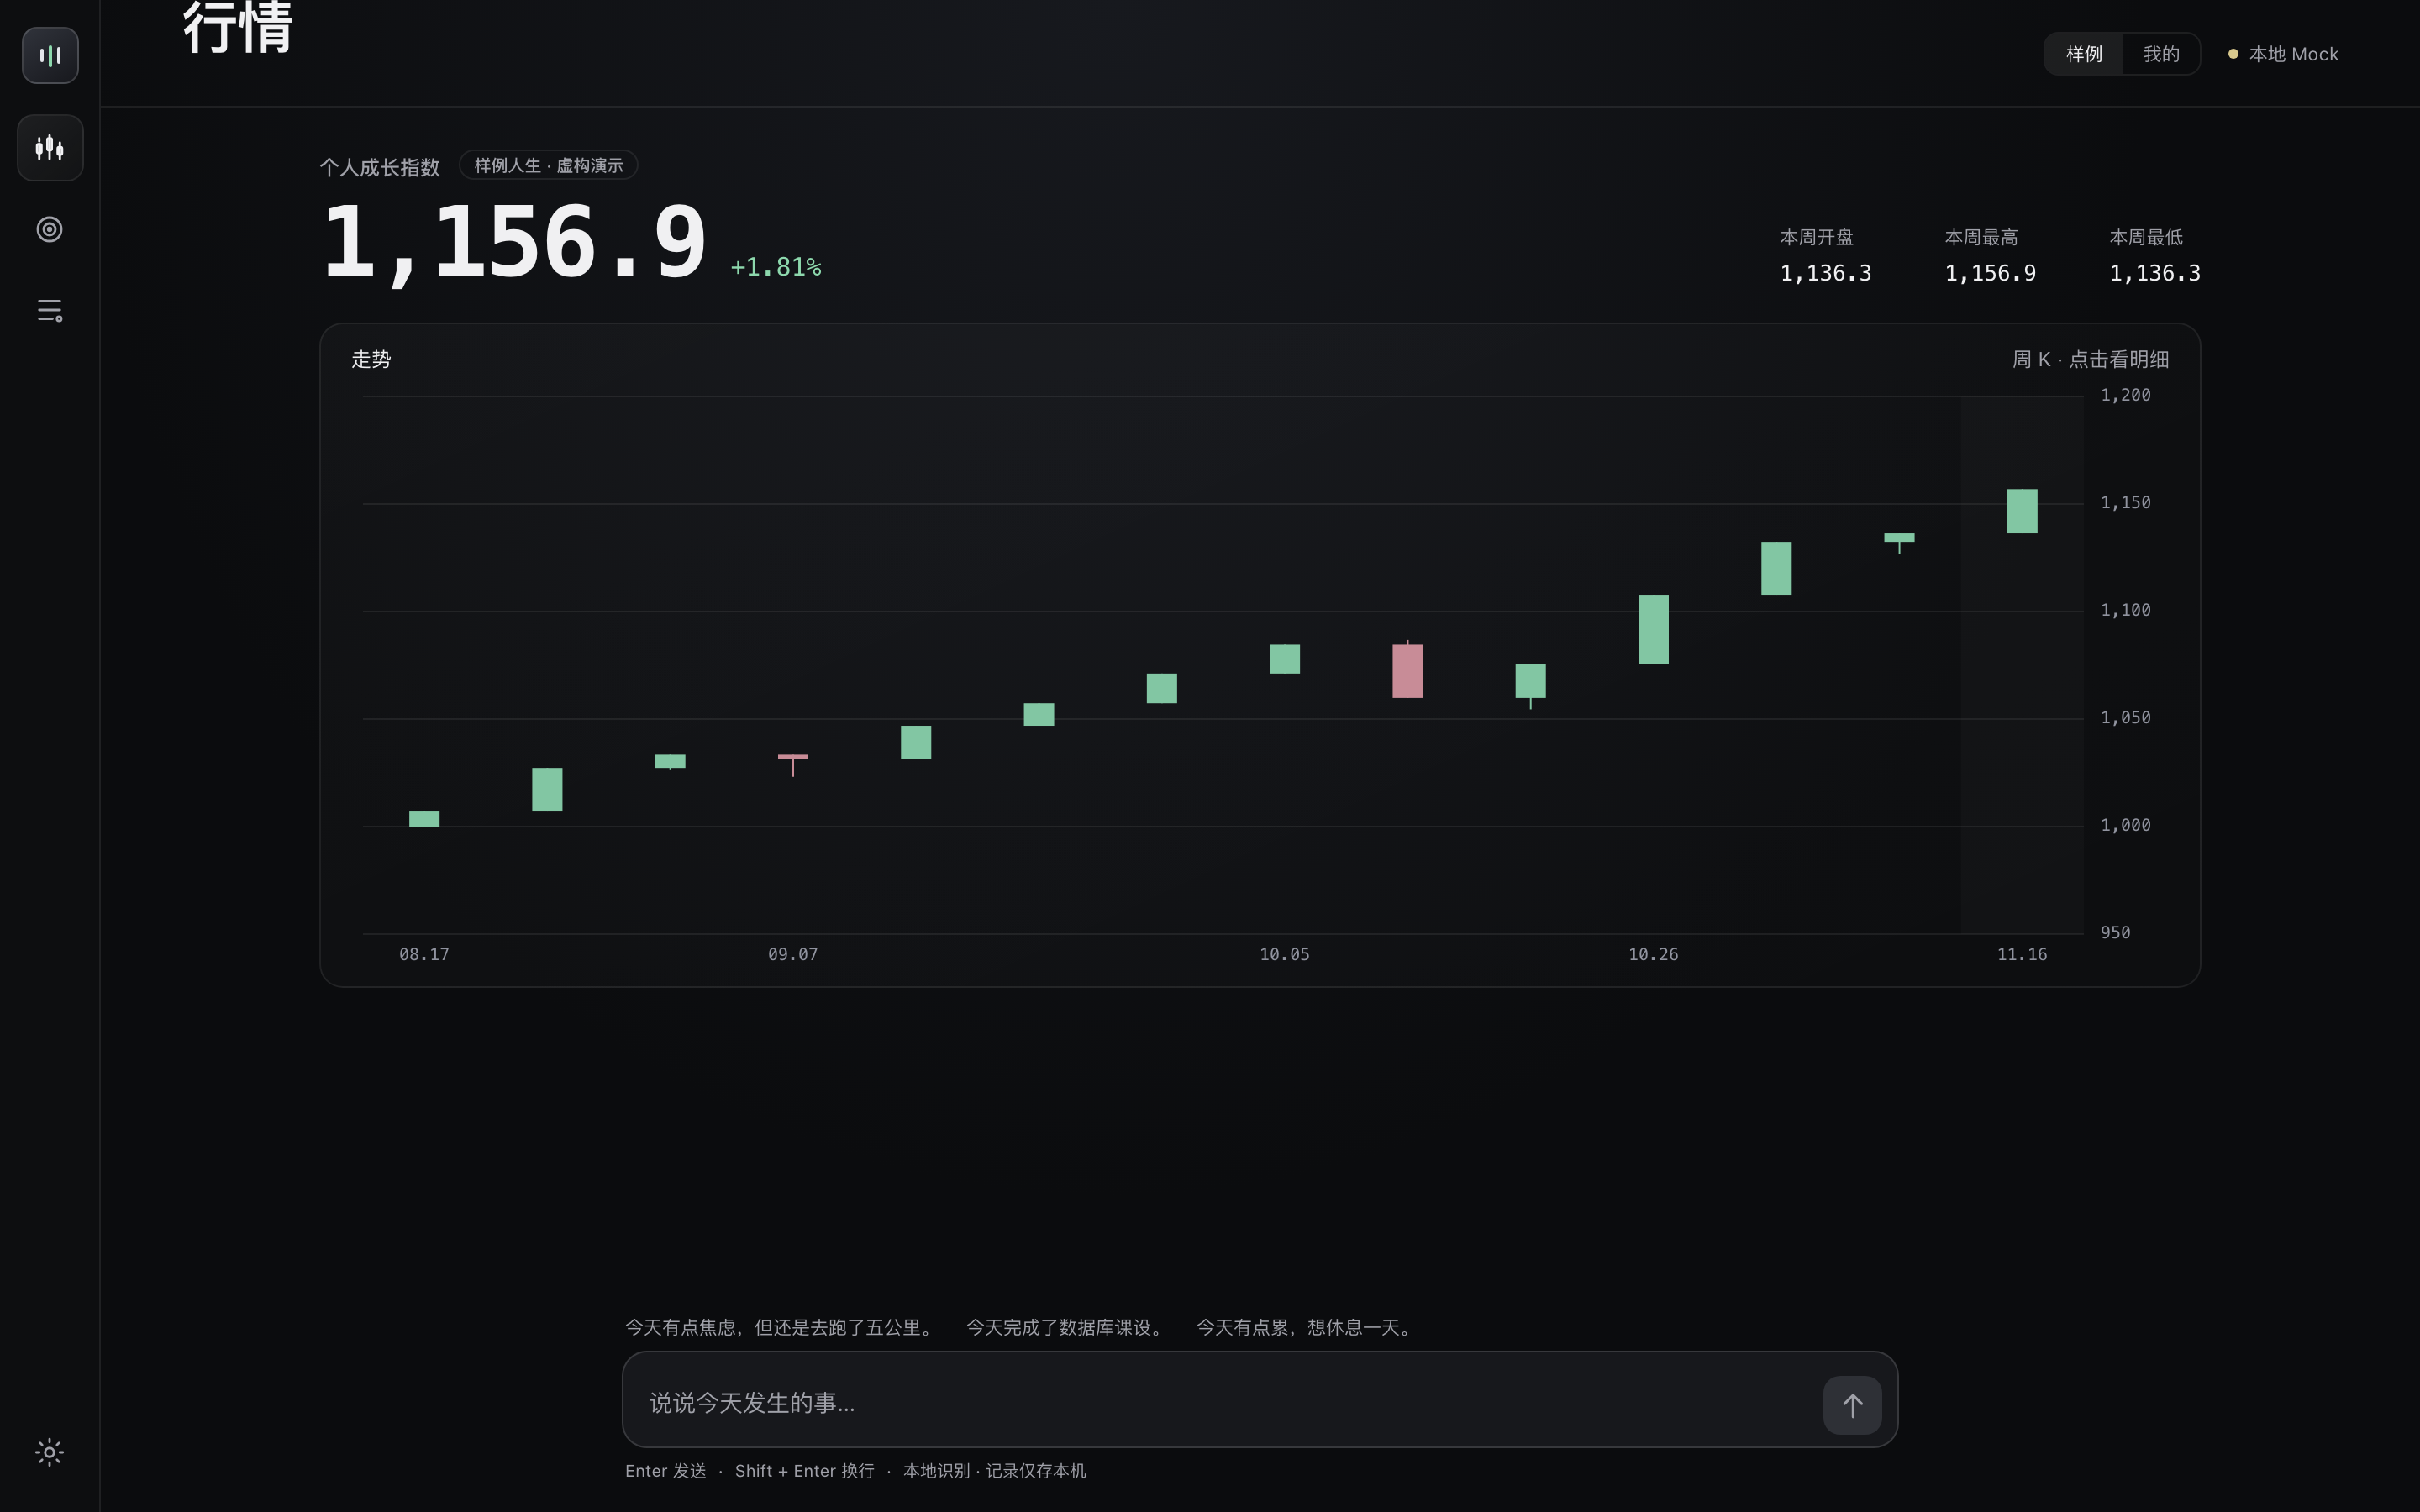 行情
样例 我的 本地 Mock
个人成长指数 样例人生 · 虚构演示
1,156.9 +1.81%
本周开盘 本周最高 本周最低
1,136.3 1,156.9 1,136.3
走势 周 K · 点击看明细
1,200
1,150
1,100
1,050
1,000
950
08.17 09.07 10.05 10.26 11.16
今天有点焦虑，但还是去跑了五公里。 今天完成了数据库课设。 今天有点累，想休息一天。
说说今天发生的事...
Enter 发送 · Shift + Enter 换行 · 本地识别 · 记录仅存本机